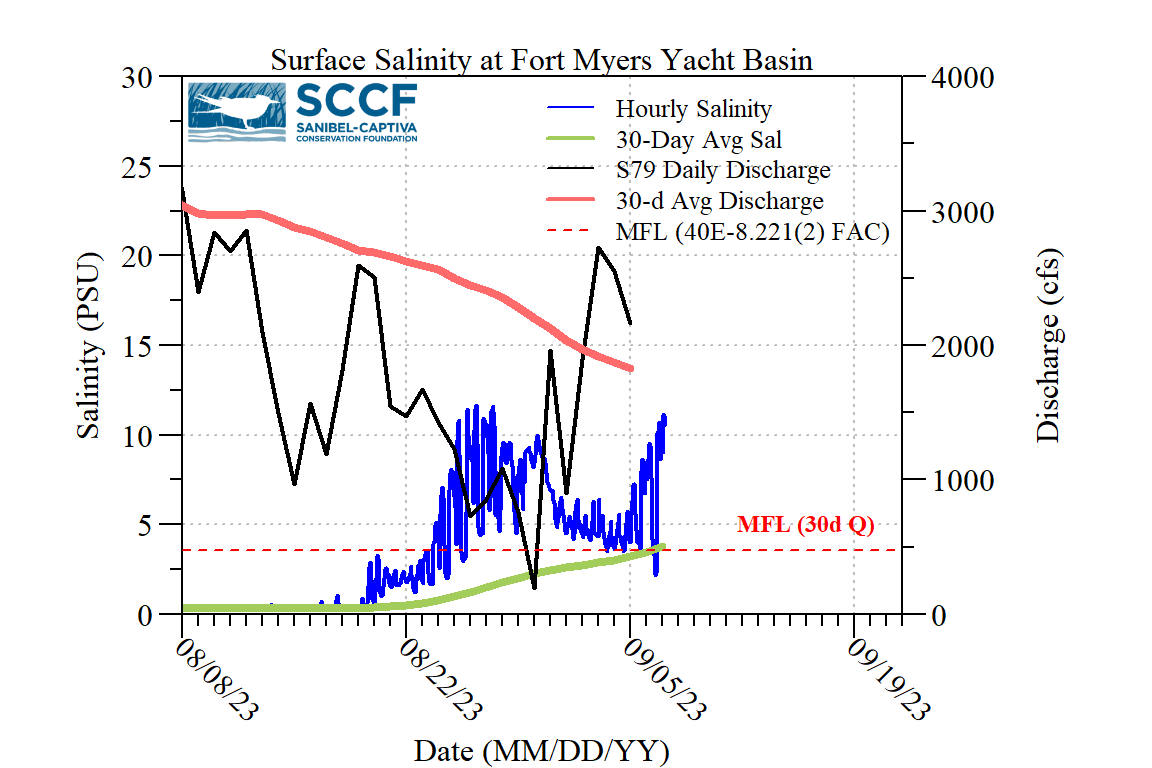 Surface Salinity at Fort Myers Yacht Basin
SCCF
SANIBEL-CAPTIVA
CONSERVATION FOUNDATION
Hourly Salinity
30-Day Avg Sal
S79 Daily Discharge
30-d Avg Discharge
MFL (40E-8.221(2) FAC)
30
25
20
15
10
5
0
Salinity (PSU)
4000
3000
2000
1000
0
Discharge (cfs)
MFL (30d Q)
08/08/23
08/22/23
09/05/23
09/19/23
Date (MM/DD/YY)